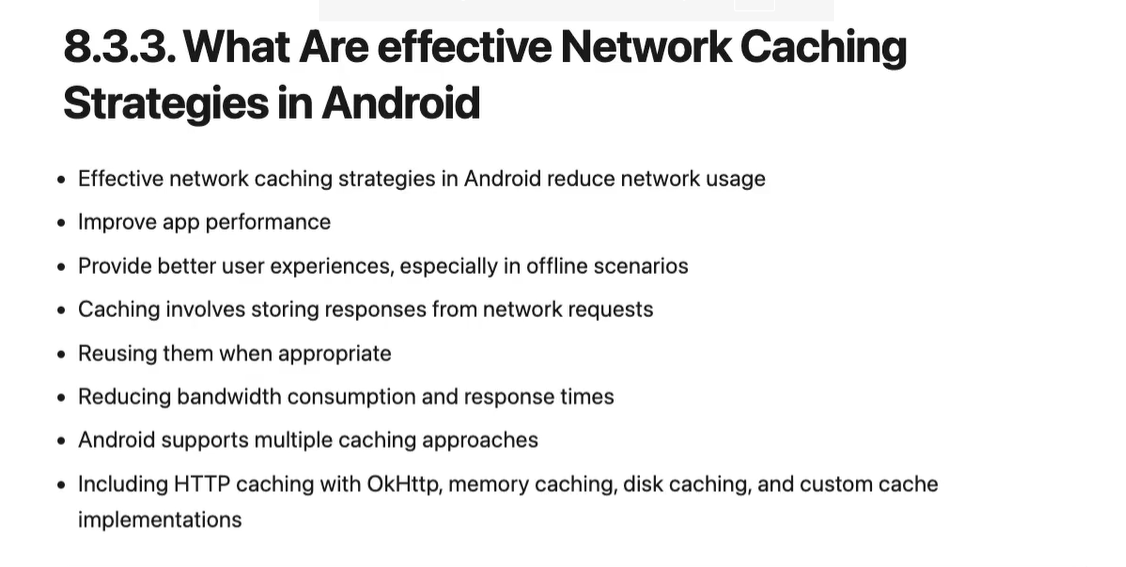 8.3.3. What Are effective Network Caching
Strategies in Android
• Effective network caching strategies in Android reduce network usage
• Improve app performance
• Provide better user experiences, especially in offline scenarios
• Caching involves storing responses from network requests
• Reusing them when appropriate
• Reducing bandwidth consumption and response times
• Android supports multiple caching approaches
• Including HTTP caching with OkHttp, memory caching, disk caching, and custom cache
implementations